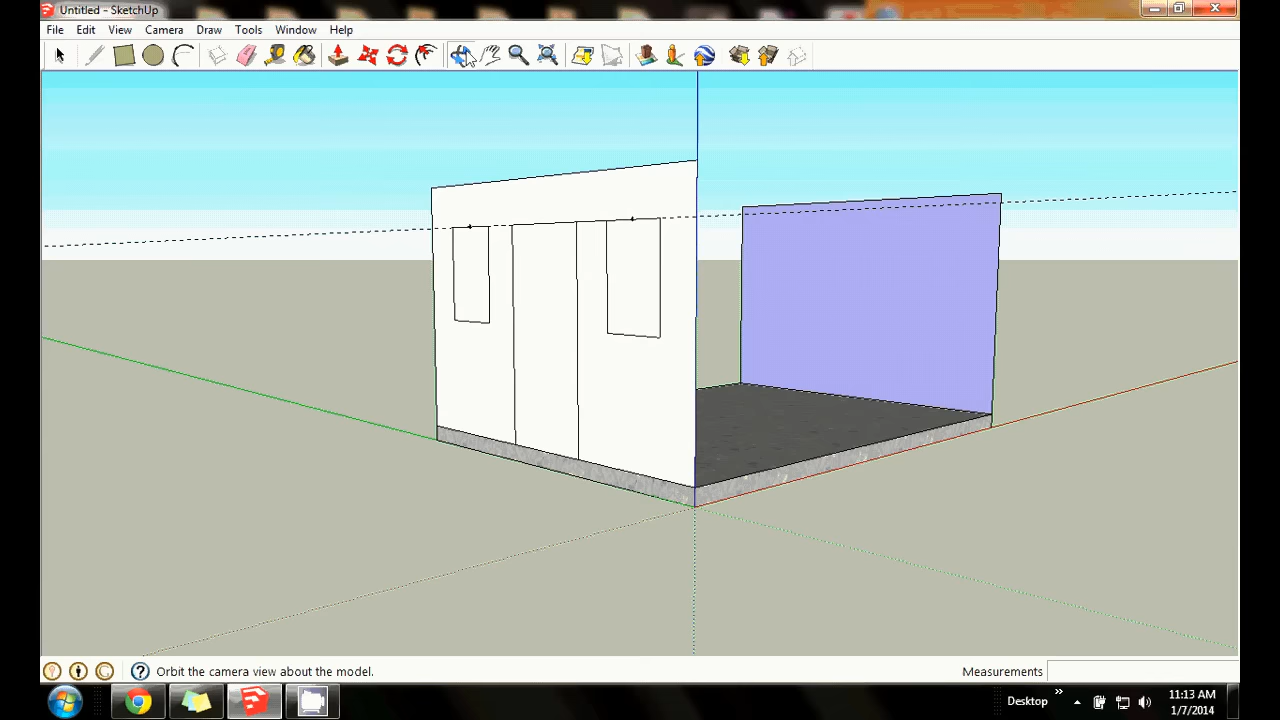 Untitled - SketchUp
File Edit View Camera Draw Tools Window Help
Orbit the camera view about the model.
Measurements
Desktop
11:13 AM
1/7/2014